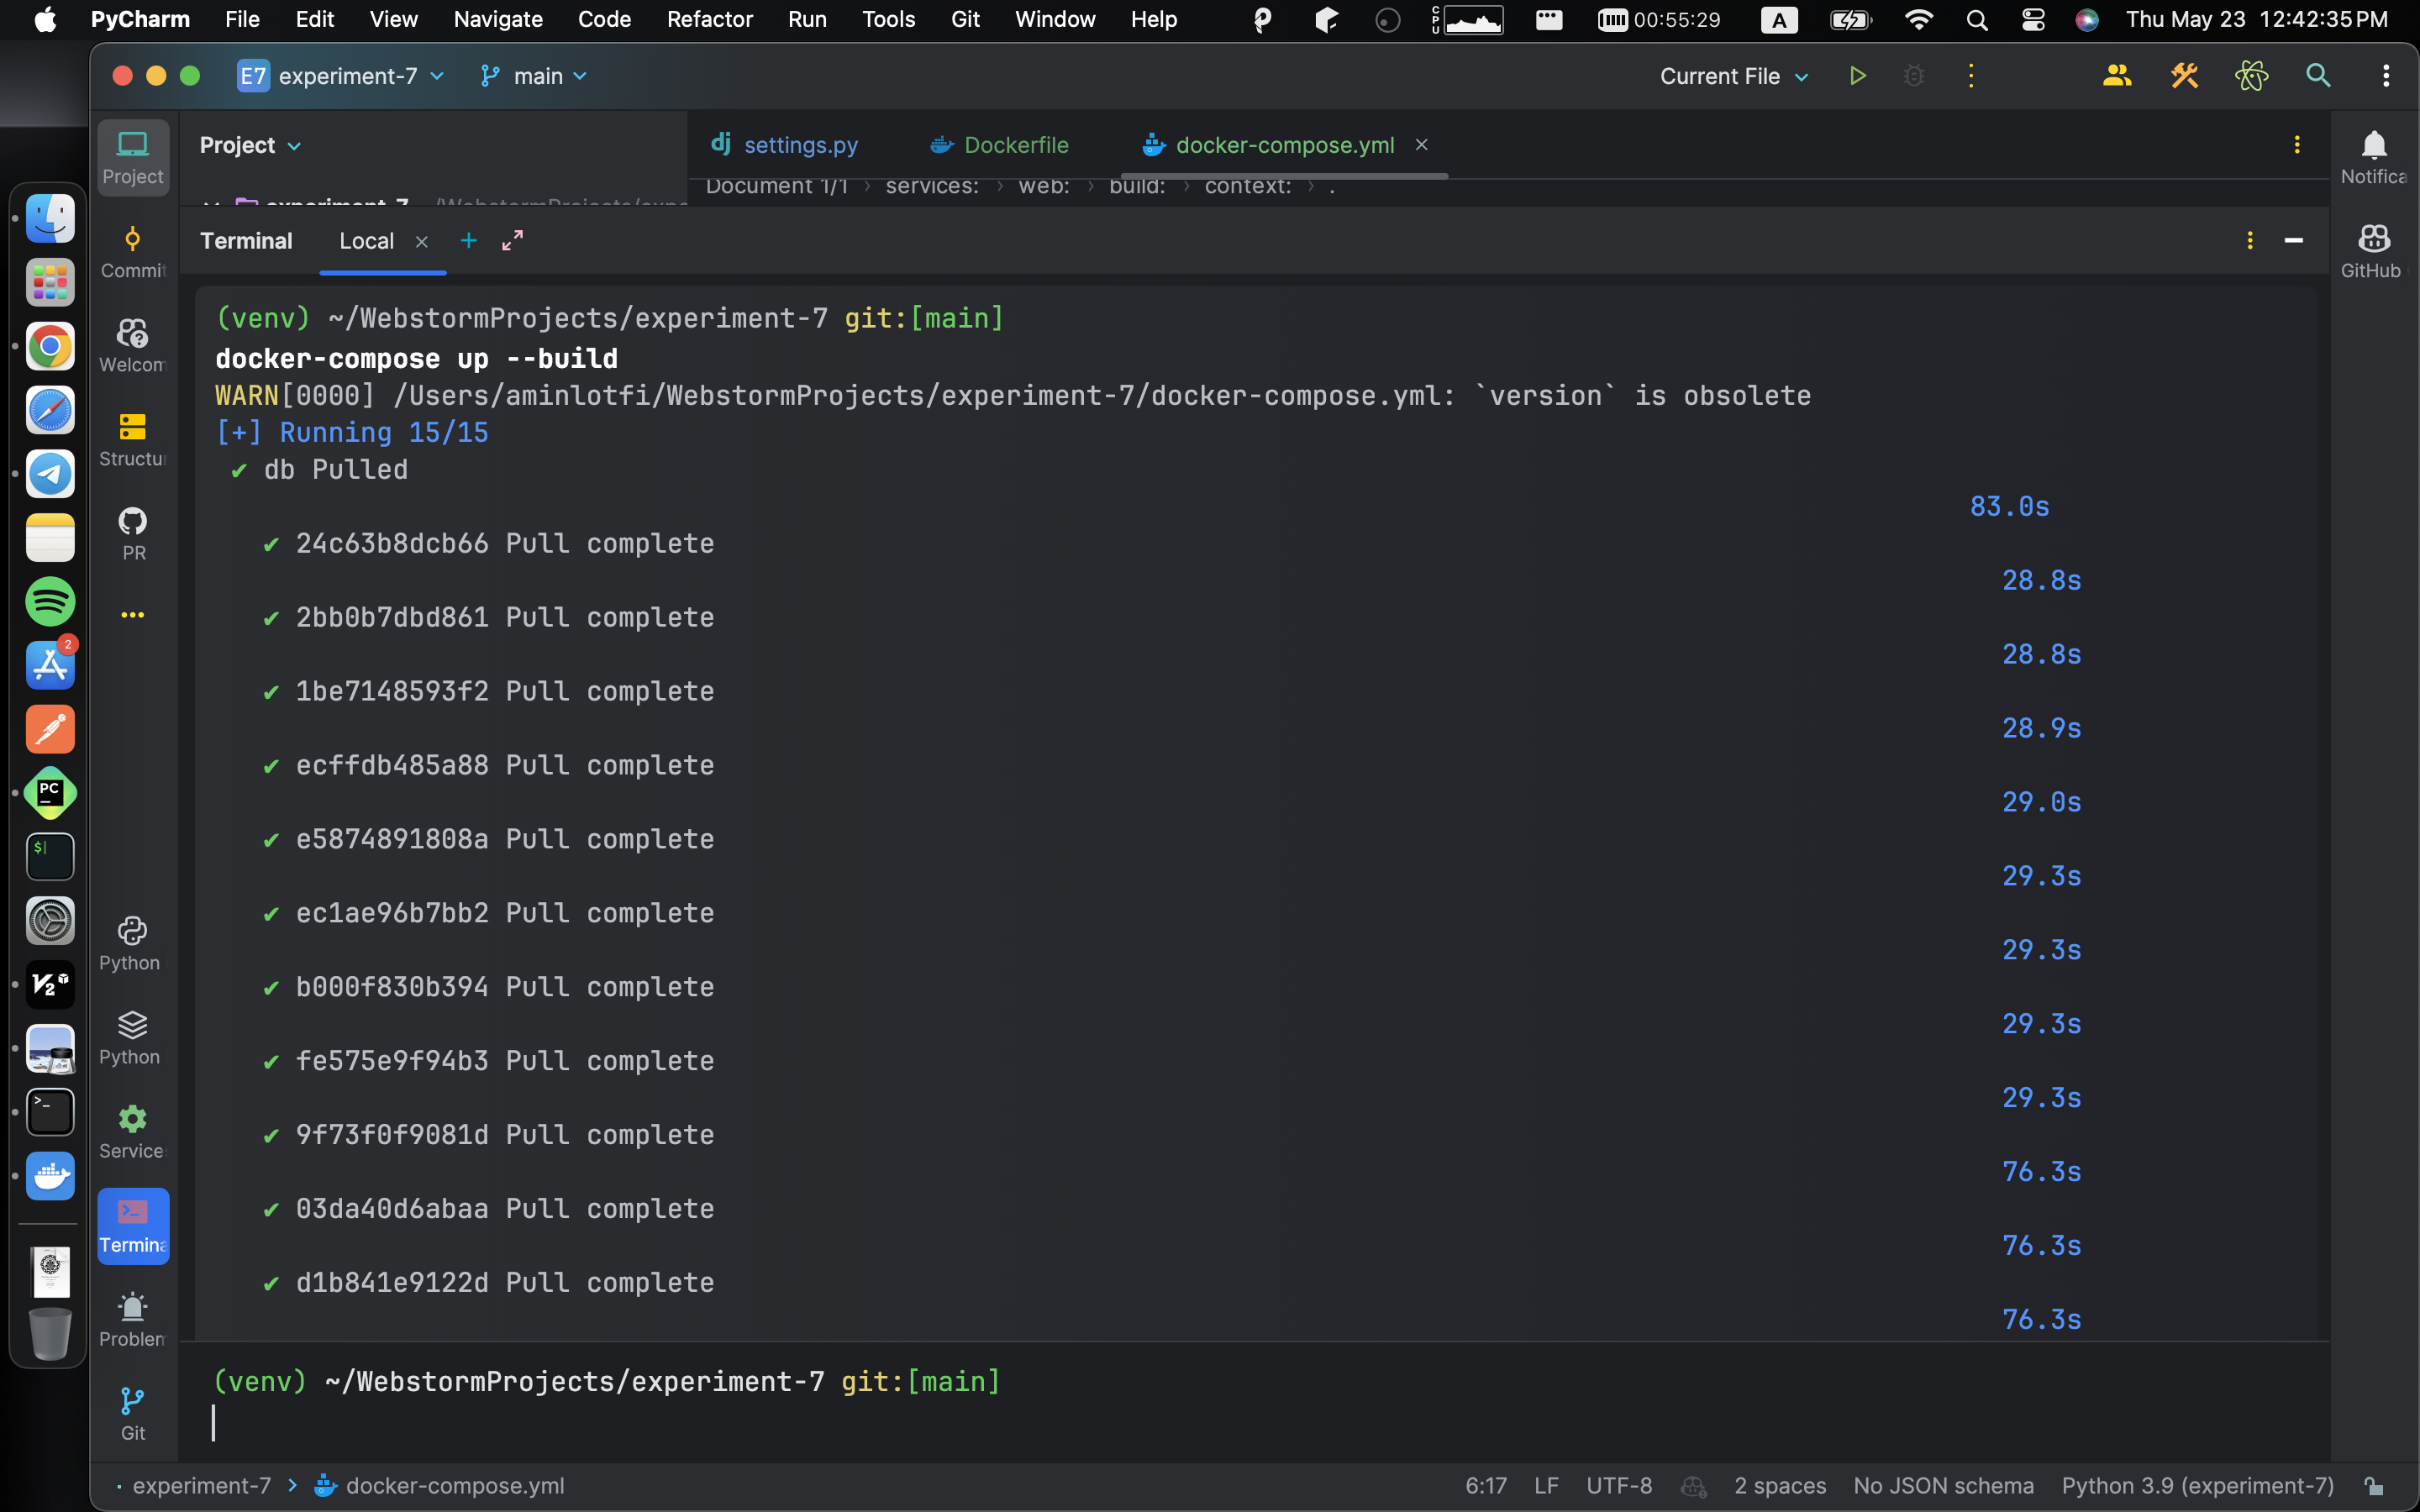 PyCharm File Edit View Navigate Code Refactor Run Tools Git Window Help CPU 00:55:29 A Thu May 23 12:42:35 PM
E7 experiment-7 main Current File
Project
Project
dj settings.py Dockerfile docker-compose.yml
Document 1/1 › services: › web: › build: › context: › .
Notifica
Terminal Local
Commit
GitHub
(venv) ~/WebstormProjects/experiment-7 git:[main]
Welcom
docker-compose up --build
WARN[0000] /Users/aminlotfi/WebstormProjects/experiment-7/docker-compose.yml: `version` is obsolete
[+] Running 15/15
Structu
✔ db Pulled
83.0s
PR
✔ 24c63b8dcb66 Pull complete
28.8s
✔ 2bb0b7dbd861 Pull complete
2
28.8s
✔ 1be7148593f2 Pull complete
28.9s
✔ ecffdb485a88 Pull complete
PC
29.0s
✔ e5874891808a Pull complete
$
29.3s
✔ ec1ae96b7bb2 Pull complete
Python
29.3s
✔ b000f830b394 Pull complete
29.3s
Python
✔ fe575e9f94b3 Pull complete
29.3s
>_
✔ 9f73f0f9081d Pull complete
Service
76.3s
✔ 03da40d6abaa Pull complete
Termina
76.3s
✔ d1b841e9122d Pull complete
76.3s
Problem
(venv) ~/WebstormProjects/experiment-7 git:[main]
Git
experiment-7 › docker-compose.yml 6:17 LF UTF-8 2 spaces No JSON schema Python 3.9 (experiment-7)